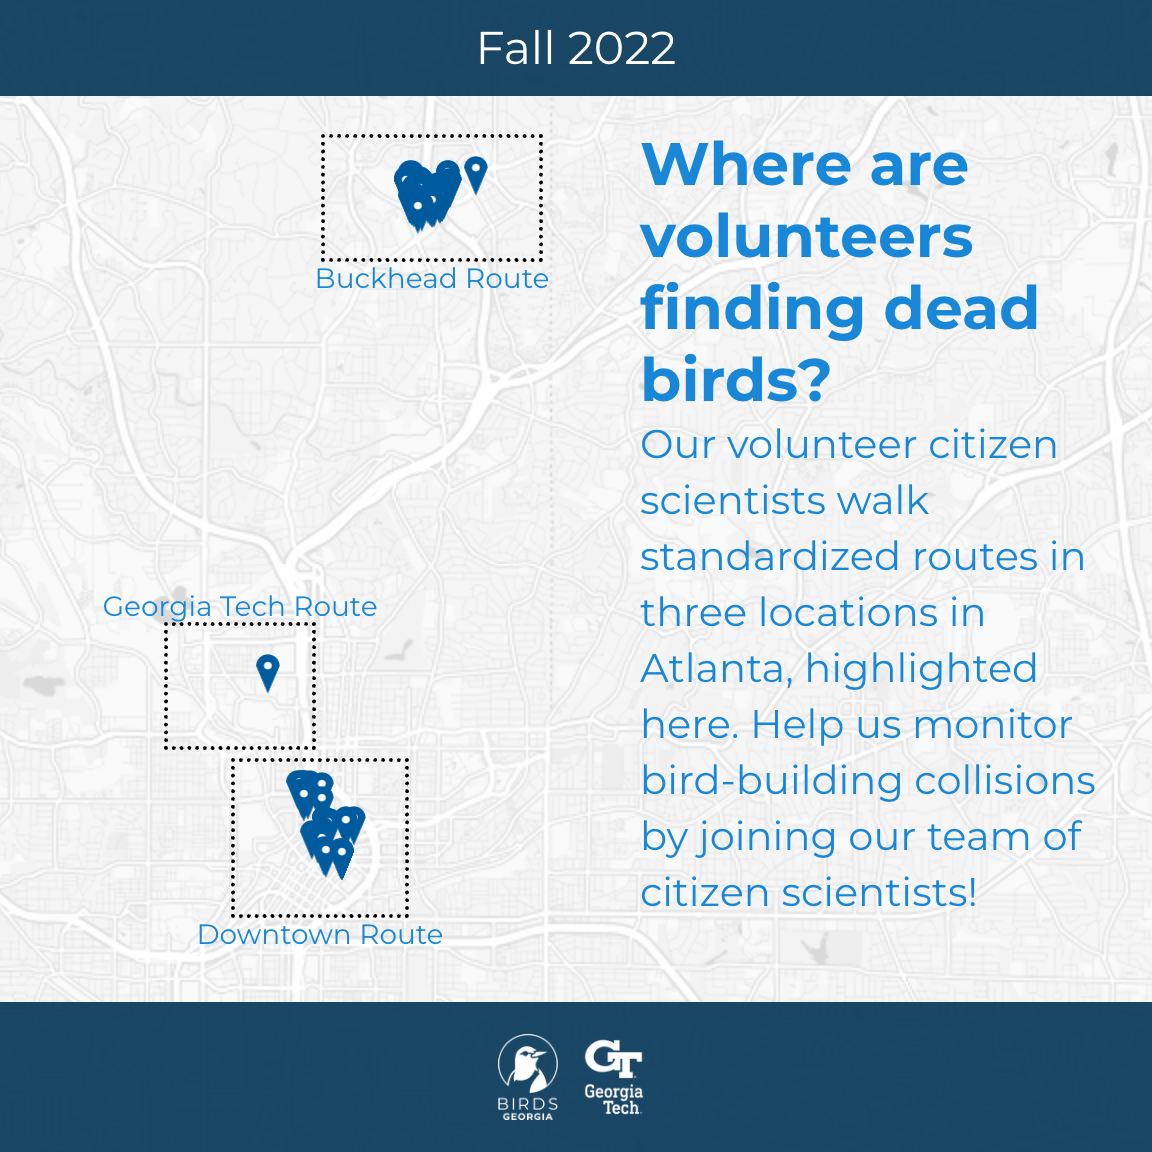 Fall 2022
Buckhead Route
Where are
volunteers
finding dead
birds?
Our volunteer citizen
scientists walk
standardized routes in
three locations in
Atlanta, highlighted
here. Help us monitor
bird-building collisions
by joining our team of
citizen scientists!
Georgia Tech Route
Downtown Route
BIRDS
GEORGIA
GT
Georgia
Tech